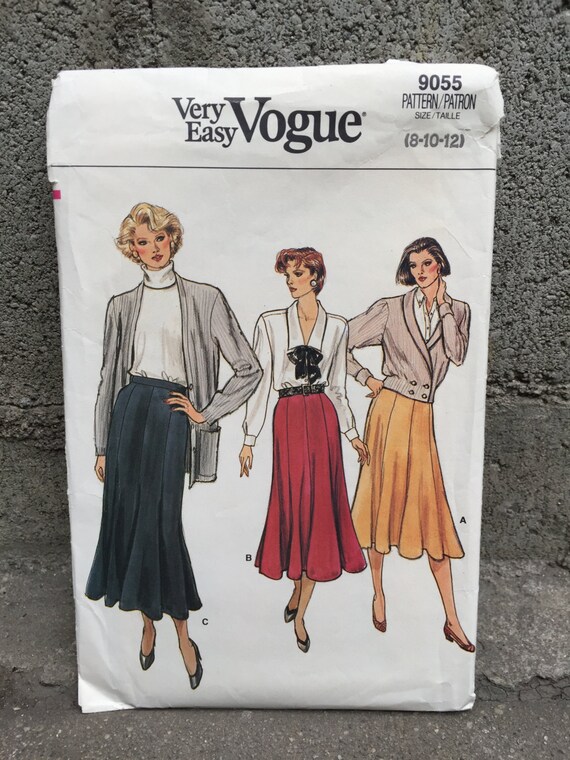 Very Easy Vogue®
9055
PATTERN/PATRON
SIZE/TAILLE
(8-10-12)
A
B
C